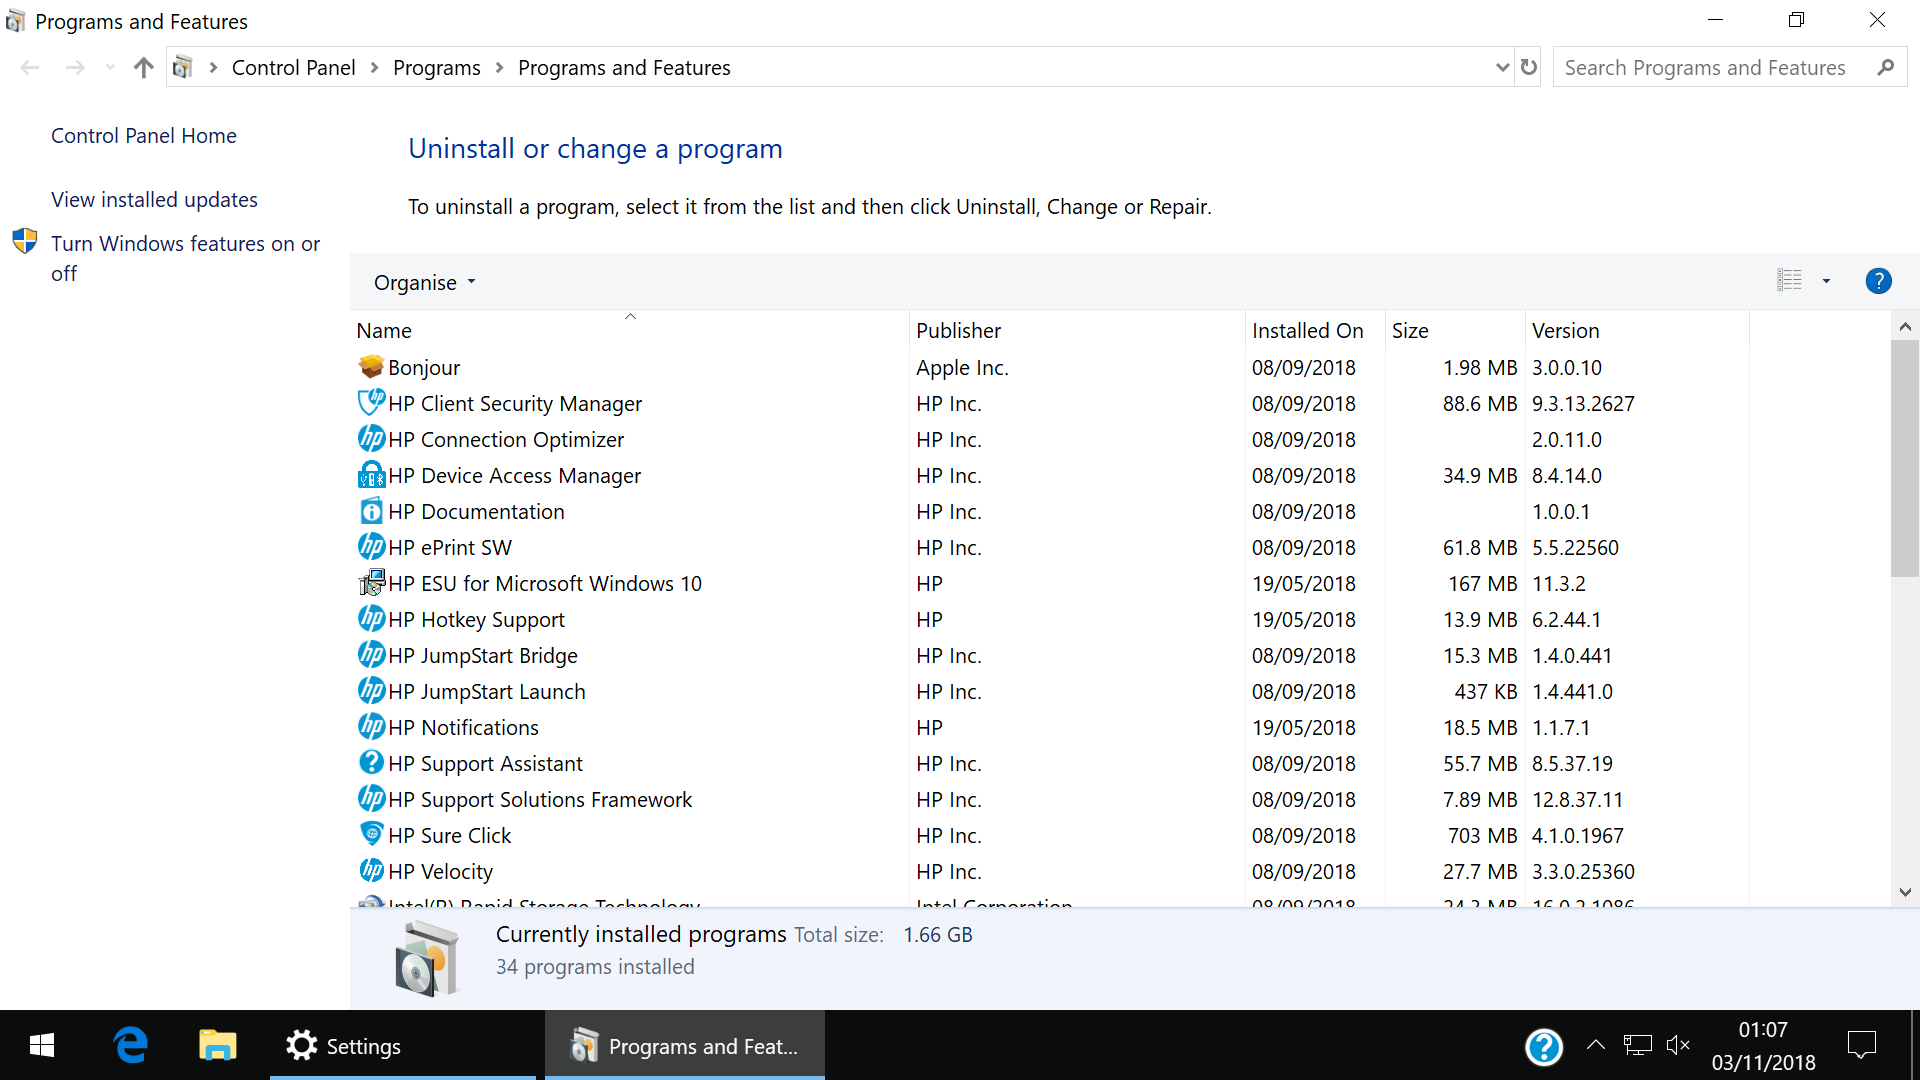 Programs and Features
Control Panel Programs Programs and Features
Search Programs and Features
Control Panel Home
View installed updates
Turn Windows features on or
off
Uninstall or change a program
To uninstall a program, select it from the list and then click Uninstall, Change or Repair.
Organise
?
Name Publisher Installed On Size Version
Bonjour Apple Inc. 08/09/2018 1.98 MB 3.0.0.10
HP Client Security Manager HP Inc. 08/09/2018 88.6 MB 9.3.13.2627
HP Connection Optimizer HP Inc. 08/09/2018 2.0.11.0
HP Device Access Manager HP Inc. 08/09/2018 34.9 MB 8.4.14.0
HP Documentation HP Inc. 08/09/2018 1.0.0.1
HP ePrint SW HP Inc. 08/09/2018 61.8 MB 5.5.22560
HP ESU for Microsoft Windows 10 HP 19/05/2018 167 MB 11.3.2
HP Hotkey Support HP 19/05/2018 13.9 MB 6.2.44.1
HP JumpStart Bridge HP Inc. 08/09/2018 15.3 MB 1.4.0.441
HP JumpStart Launch HP Inc. 08/09/2018 437 KB 1.4.441.0
HP Notifications HP 19/05/2018 18.5 MB 1.1.7.1
HP Support Assistant HP Inc. 08/09/2018 55.7 MB 8.5.37.19
HP Support Solutions Framework HP Inc. 08/09/2018 7.89 MB 12.8.37.11
HP Sure Click HP Inc. 08/09/2018 703 MB 4.1.0.1967
HP Velocity HP Inc. 08/09/2018 27.7 MB 3.3.0.25360
Intel(R) Rapid Storage Technology Intel Corporation 08/09/2018 24.3 MB 16.0.2.1086
Currently installed programs Total size: 1.66 GB
34 programs installed
Settings
Programs and Feat...
?
01:07
03/11/2018